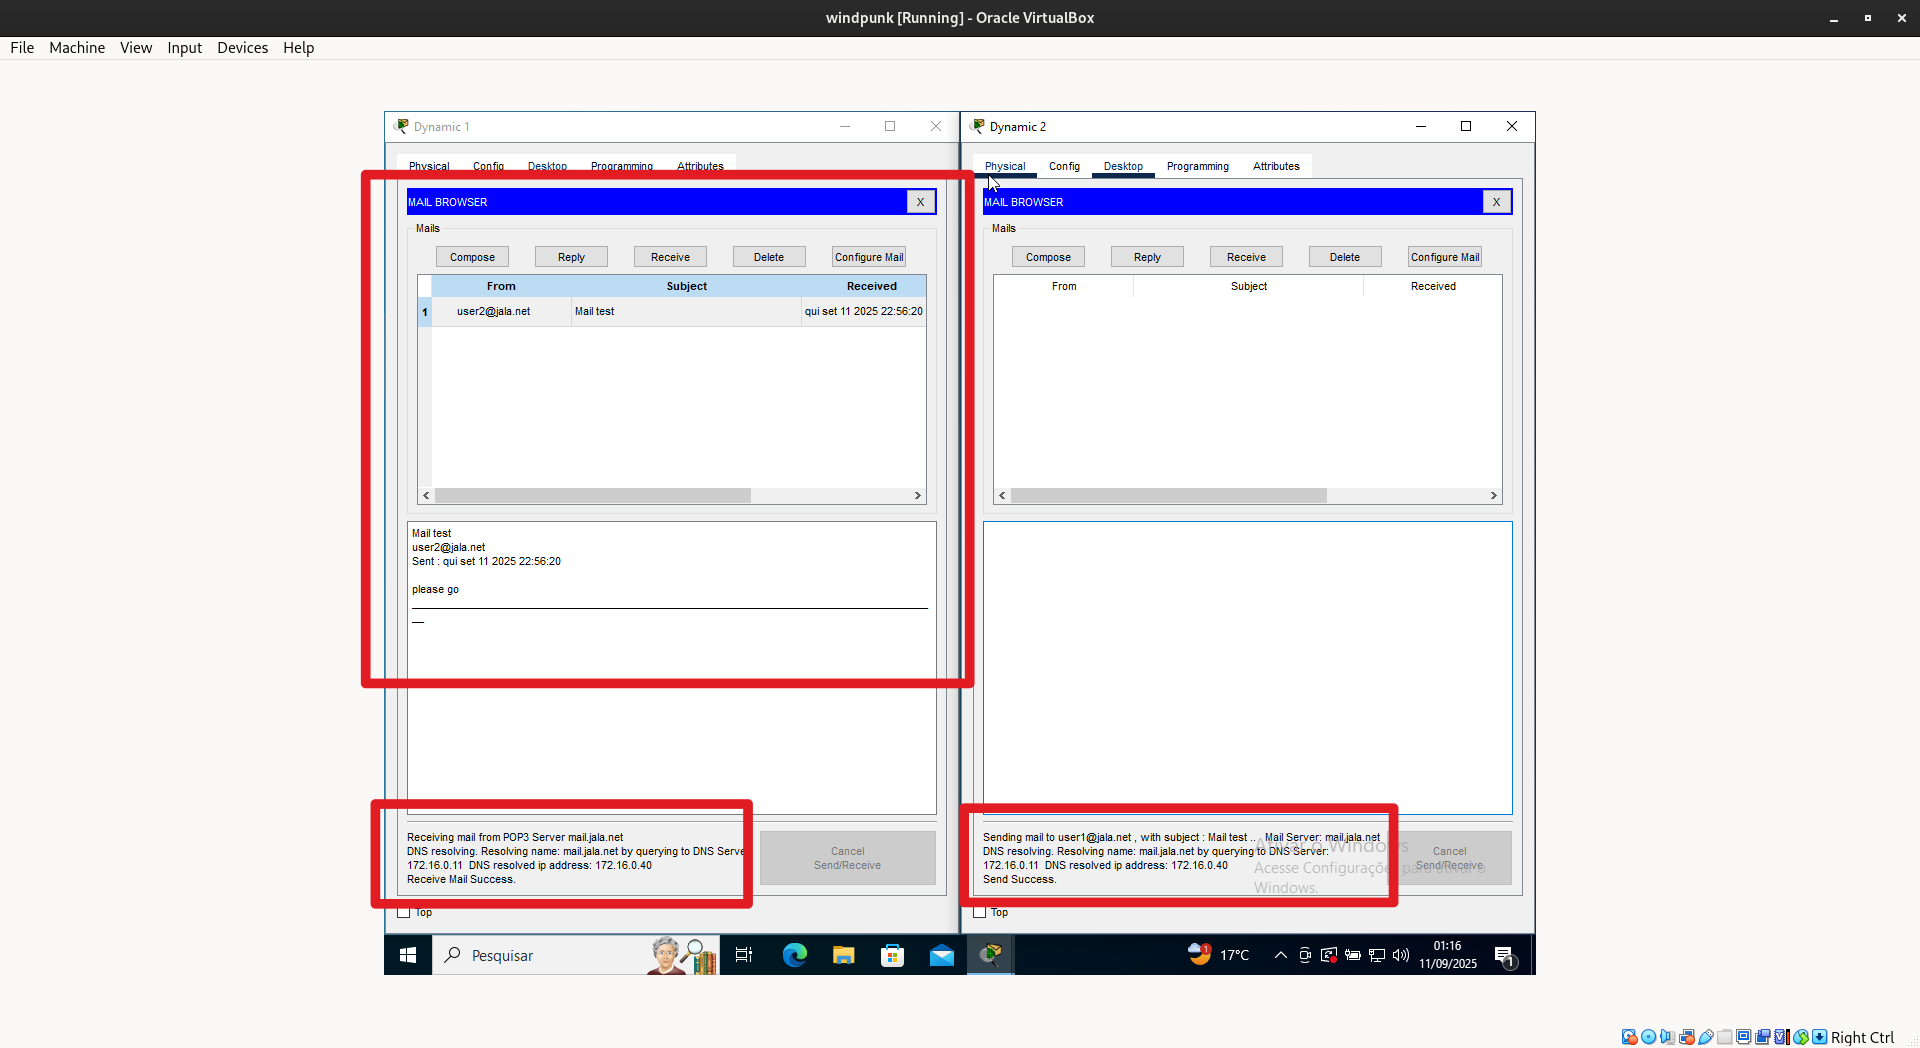 windpunk [Running] - Oracle VirtualBox
File Machine View Input Devices Help
Dynamic 1
Physical Config Desktop Programming Attributes
MAIL BROWSER
X
Mails
Compose Reply Receive Delete Configure Mail
From Subject Received
1 user2@jala.net Mail test qui set 11 2025 22:56:20
Mail test
user2@jala.net
Sent : qui set 11 2025 22:56:20
please go
Receiving mail from POP3 Server mail.jala.net
DNS resolving. Resolving name: mail.jala.net by querying to DNS Serve
172.16.0.11 DNS resolved ip address: 172.16.0.40
Receive Mail Success.
Cancel
Send/Receive
Top
Dynamic 2
Physical Config Desktop Programming Attributes
MAIL BROWSER
X
Mails
Compose Reply Receive Delete Configure Mail
From Subject Received
Sending mail to user1@jala.net , with subject : Mail test .. Mail Server: mail.jala.net
DNS resolving. Resolving name: mail.jala.net by querying to DNS Server:
172.16.0.11 DNS resolved ip address: 172.16.0.40
Send Success.
Cancel
Send/Receive
Ativar o Windows
Acesse Configurações para ativar o
Windows.
Top
Pesquisar
1
17°C
01:16
11/09/2025
1
Right Ctrl